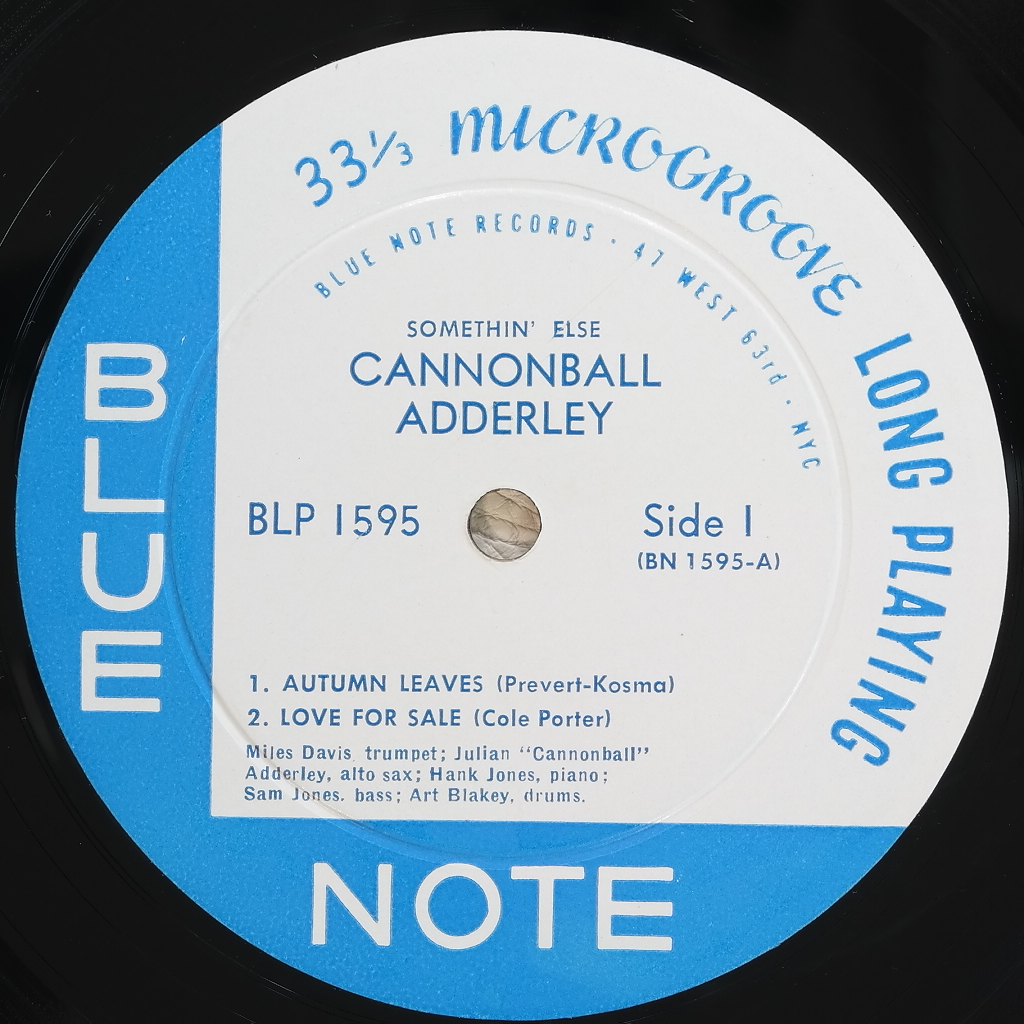 33⅓ MICROGROOVE LONG PLAYING
BLUE NOTE RECORDS · 47 WEST 63rd · NYC
SOMETHIN' ELSE
CANNONBALL
ADDERLEY
BLP 1595
Side 1
(BN 1595-A)
1. AUTUMN LEAVES (Prevert-Kosma)
2. LOVE FOR SALE (Cole Porter)
Miles Davis, trumpet; Julian "Cannonball"
Adderley, alto sax; Hank Jones, piano;
Sam Jones. bass; Art Blakey, drums.
BLUE
NOTE